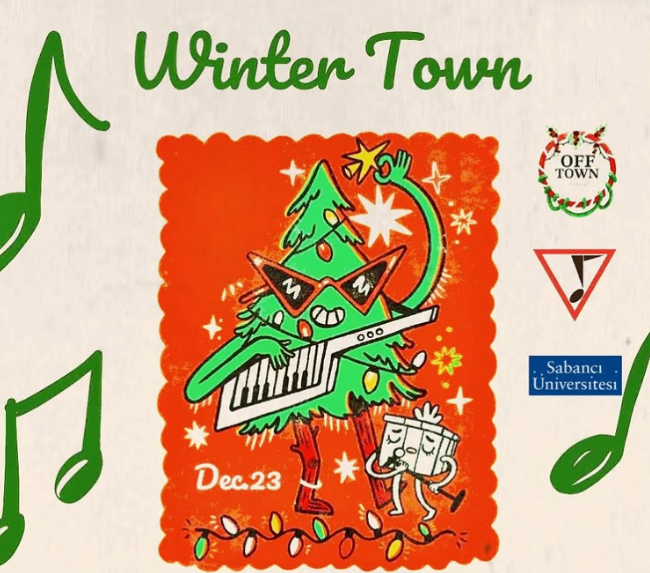 Winter Town
OFF
TOWN
Sabancı
Üniversitesi
Dec.23